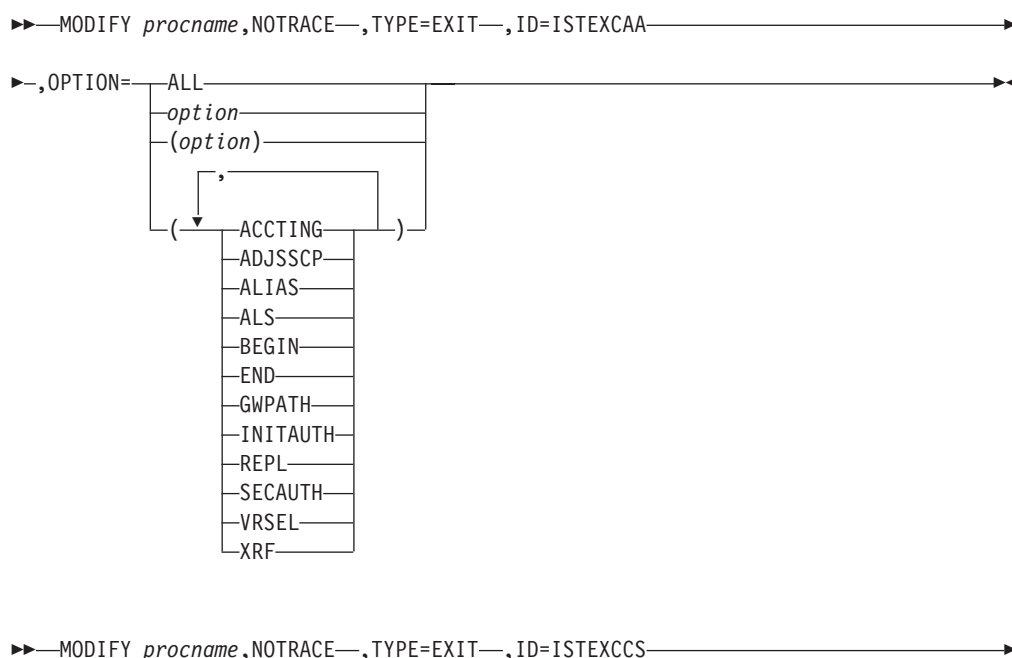 MODIFY procname,NOTRACE ,TYPE=EXIT ,ID=ISTEXCAA
,OPTION= ALL
option
(option)
,
( ACCTING )
ADJSSCP
ALIAS
ALS
BEGIN
END
GWPATH
INITAUTH
REPL
SECAUTH
VRSEL
XRF
MODIFY procname,NOTRACE ,TYPE=EXIT ,ID=ISTEXCCS